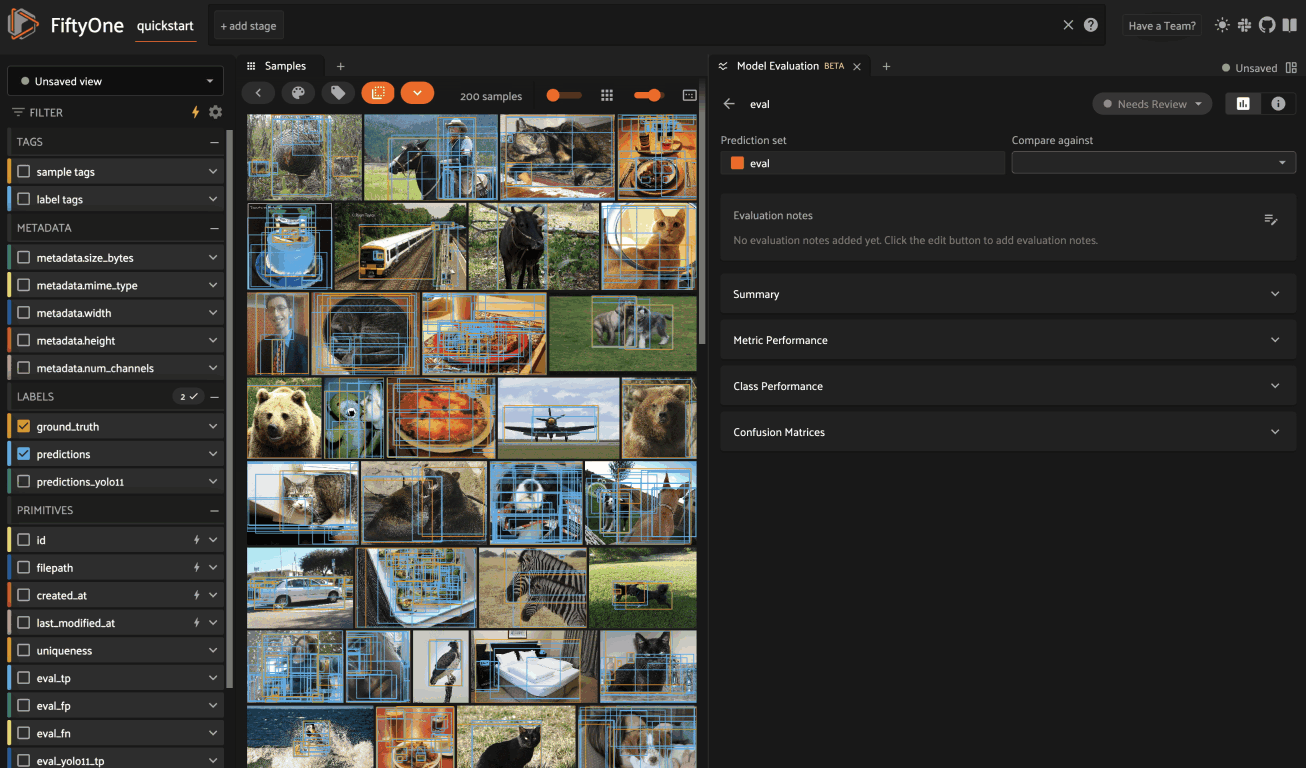 FiftyOne
quickstart
+ add stage
Have a Team?
Unsaved view
FILTER
TAGS
sample tags
label tags
METADATA
metadata.size_bytes
metadata.mime_type
metadata.width
metadata.height
metadata.num_channels
LABELS
2
ground_truth
predictions
predictions_yolo11
PRIMITIVES
id
filepath
created_at
last_modified_at
uniqueness
eval_tp
eval_fp
eval_fn
eval_yolo11_tp
Samples
200 samples
Model Evaluation BETA
Unsaved
eval
Needs Review
Prediction set
Compare against
eval
Evaluation notes
No evaluation notes added yet. Click the edit button to add evaluation notes.
Summary
Metric Performance
Class Performance
Confusion Matrices